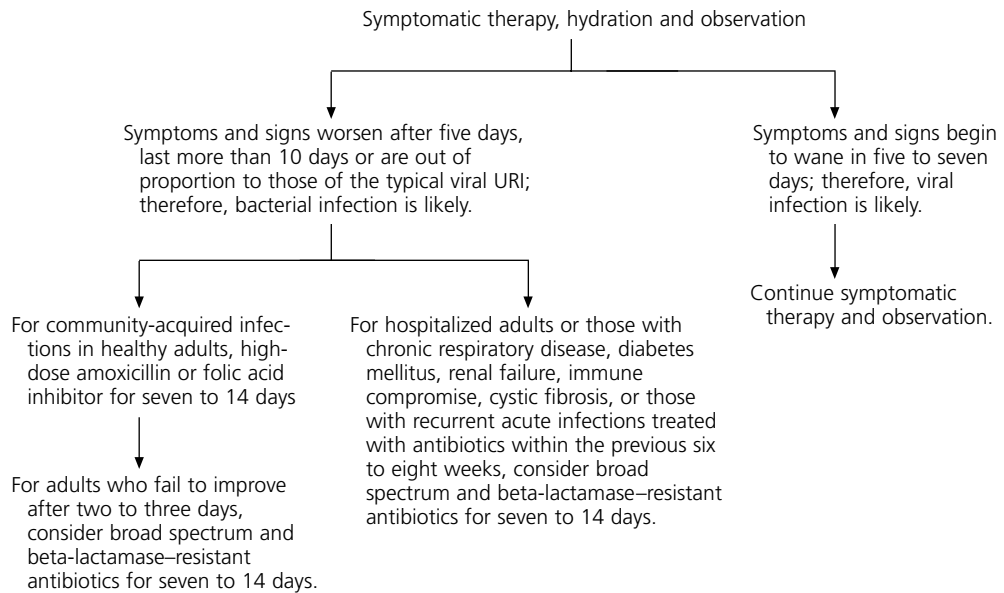 Symptomatic therapy, hydration and observation
Symptoms and signs worsen after five days,
last more than 10 days or are out of
proportion to those of the typical viral URI;
therefore, bacterial infection is likely.
Symptoms and signs begin
to wane in five to seven
days; therefore, viral
infection is likely.
Continue symptomatic
therapy and observation.
For community-acquired infec-
tions in healthy adults, high-
dose amoxicillin or folic acid
inhibitor for seven to 14 days
For hospitalized adults or those with
chronic respiratory disease, diabetes
mellitus, renal failure, immune
compromise, cystic fibrosis, or those
with recurrent acute infections treated
with antibiotics within the previous six
to eight weeks, consider broad
spectrum and beta-lactamase–resistant
antibiotics for seven to 14 days.
For adults who fail to improve
after two to three days,
consider broad spectrum and
beta-lactamase–resistant
antibiotics for seven to 14 days.